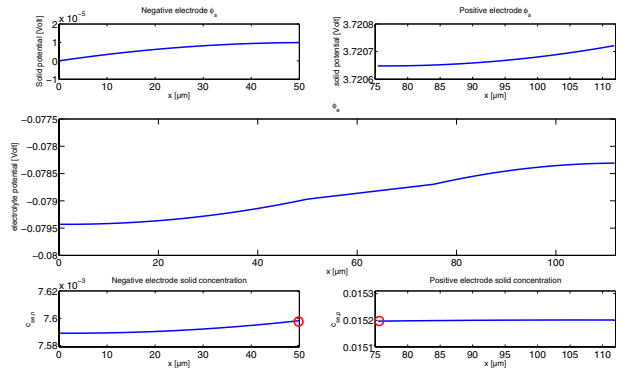 Negative electrode ϕs
x 10⁻⁵
Solid potential [Volt]
2
1
0
−1
0 10 20 30 40 50
x [μm]
Positive electrode ϕs
solid potential [Volt]
3.7208
3.7207
3.7206
75 80 85 90 95 100 105 110
x [μm]
ϕe
electrolyte potential [Volt]
−0.0775
−0.078
−0.0785
−0.079
−0.0795
−0.08
0 20 40 60 80 100
x [μm]
Negative electrode solid concentration
x 10⁻³
cse,n
7.62
7.6
7.58
0 10 20 30 40 50
x [μm]
Positive electrode solid concentration
cse,p
0.0153
0.0152
0.0151
75 80 85 90 95 100 105 110
x [μm]